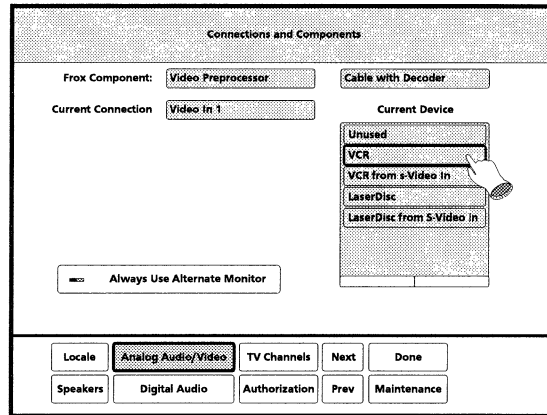 Connections and Components
Frox Component: Video Preprocessor Cable with Decoder
Current Connection Video In 1 Current Device
Unused
VCR
VCR from s-Video In
LaserDisc
LaserDisc from S-Video In
Always Use Alternate Monitor
Locale Analog Audio/Video TV Channels Next Done
Speakers Digital Audio Authorization Prev Maintenance